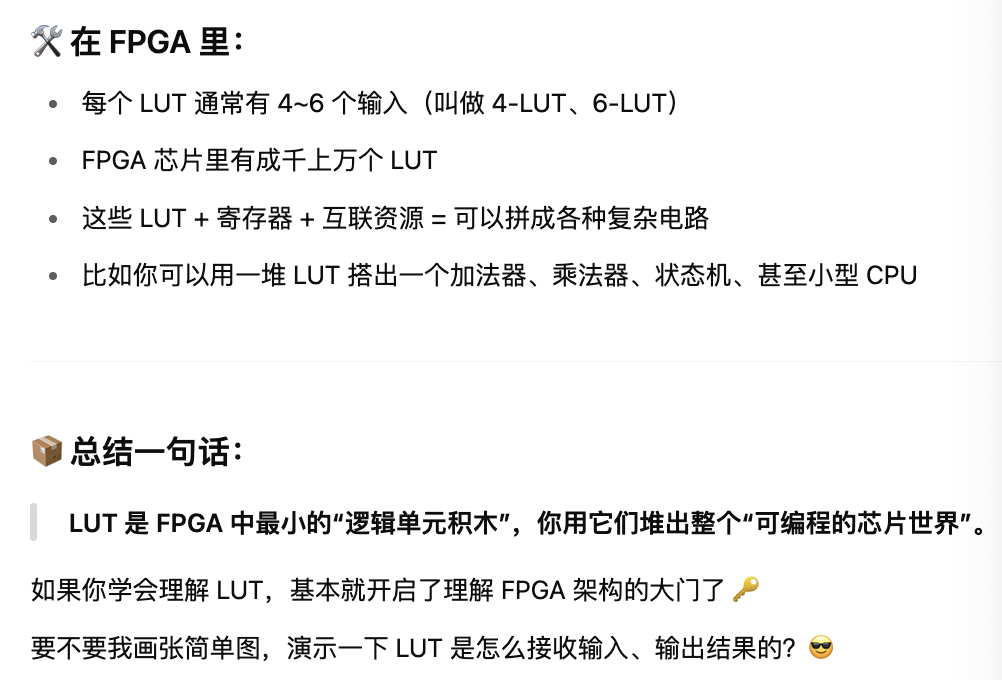 🛠 在 FPGA 里：
• 每个 LUT 通常有 4~6 个输入（叫做 4-LUT、6-LUT）
• FPGA 芯片里有成千上万个 LUT
• 这些 LUT + 寄存器 + 互联资源 = 可以拼成各种复杂电路
• 比如你可以用一堆 LUT 搭出一个加法器、乘法器、状态机、甚至小型 CPU
📦 总结一句话：
LUT 是 FPGA 中最小的“逻辑单元积木”，你用它们堆出整个“可编程的芯片世界”。
如果你学会理解 LUT，基本就开启了理解 FPGA 架构的大门了 🔑
要不要我画张简单图，演示一下 LUT 是怎么接收输入、输出结果的？😎